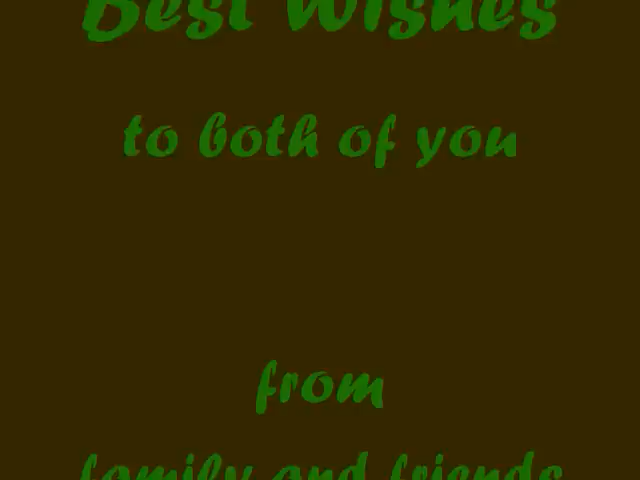 Best Wishes
to both of you
from
family and friends